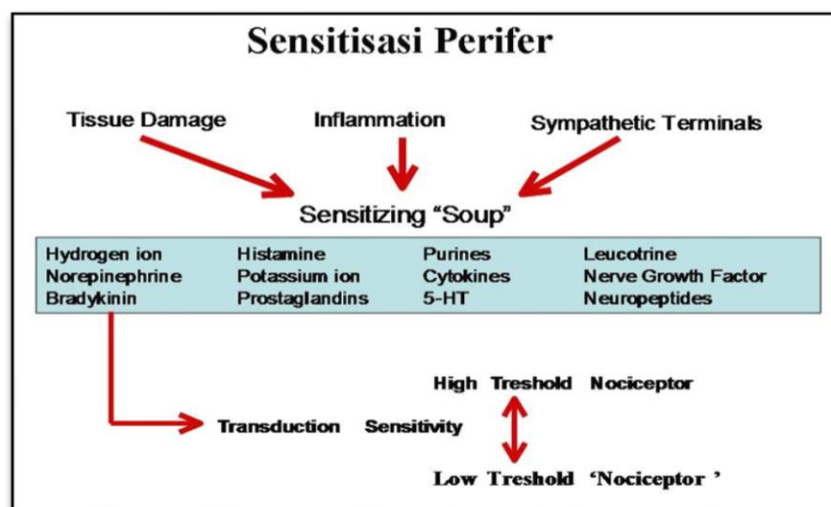 Sensitisasi Perifer
Tissue Damage
Inflammation
Sympathetic Terminals
Sensitizing “Soup”
Hydrogen ion Histamine Purines Leucotrine
Norepinephrine Potassium ion Cytokines Nerve Growth Factor
Bradykinin Prostaglandins 5-HT Neuropeptides
High Treshold Nociceptor
Transduction Sensitivity
Low Treshold ‘Nociceptor ’